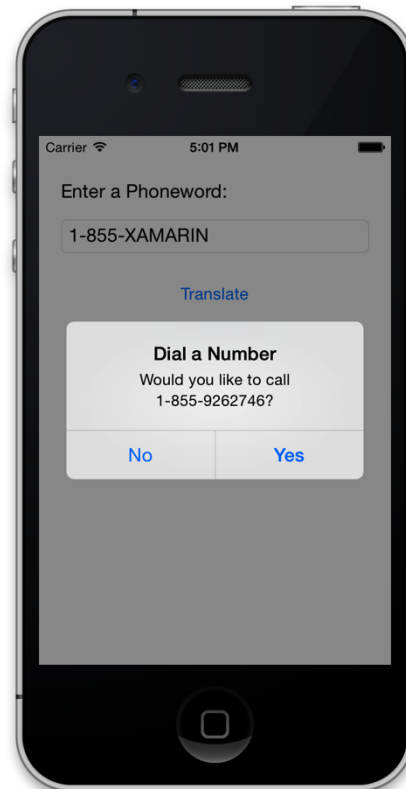 Carrier 5:01 PM
Enter a Phoneword:
1-855-XAMARIN
Translate
Dial a Number
Would you like to call
1-855-9262746?
No Yes